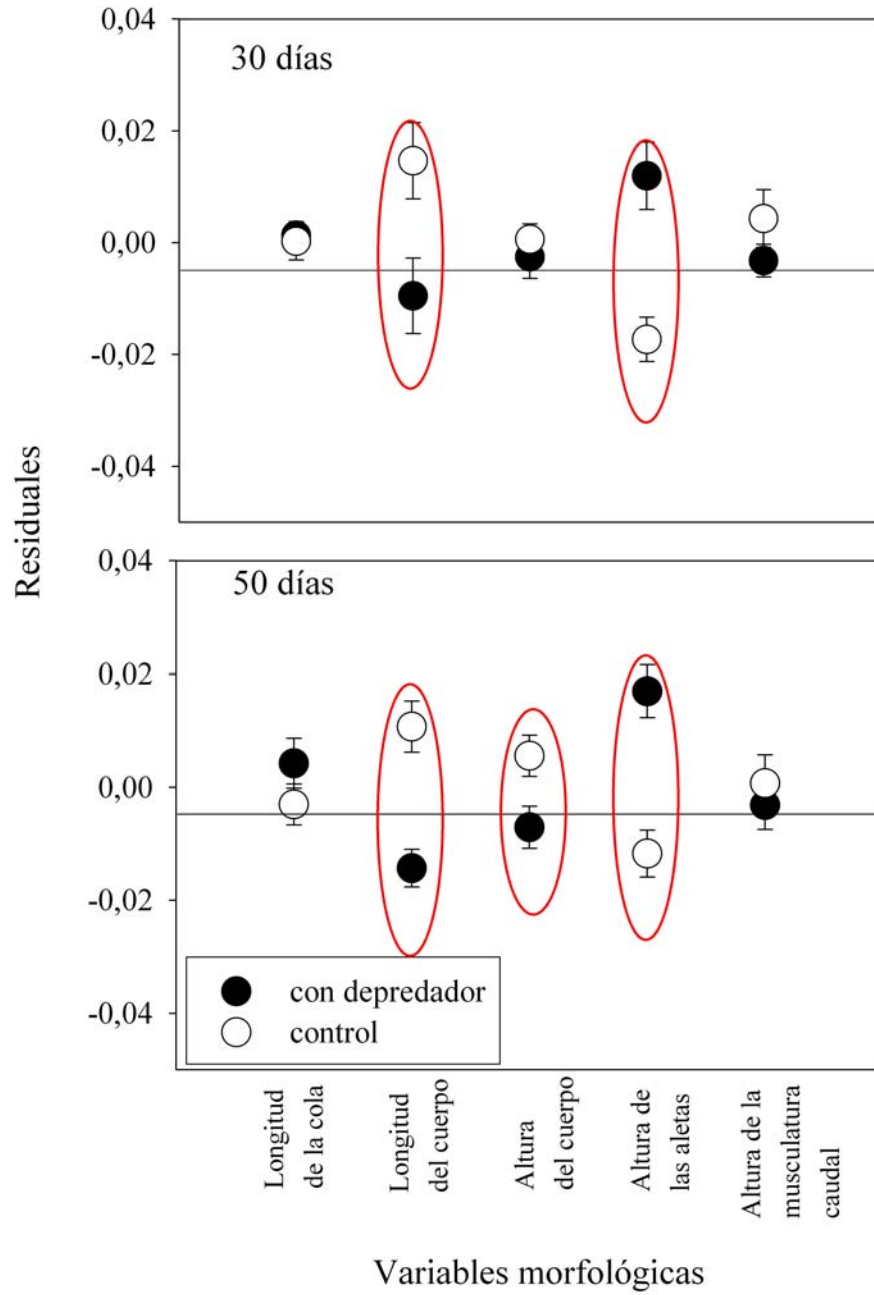 0,04
30 días
0,02
0,00
-0,02
-0,04
Residuales
0,04
50 días
0,02
0,00
-0,02
-0,04
con depredador
control
Longitud
de la cola
Longitud
del cuerpo
Altura
del cuerpo
Altura de
las aletas
Altura de la
musculatura
caudal
Variables morfológicas